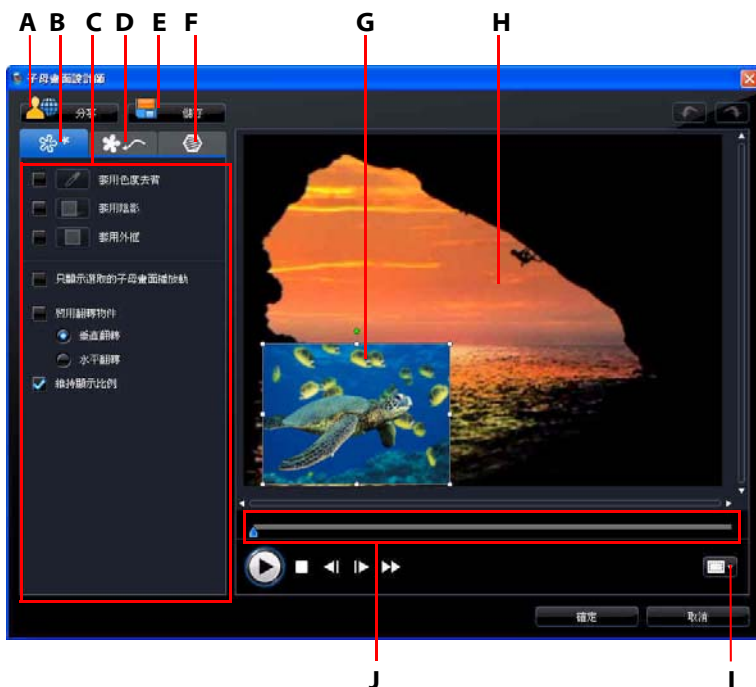 A B C D E F G H
子母畫面設計師
分享 儲存
套用色度去背
套用陰影
套用外框
只顯示選取的子母畫面播放軌
啟用翻轉物件
垂直翻轉
水平翻轉
維持顯示比例
確定 取消
J I